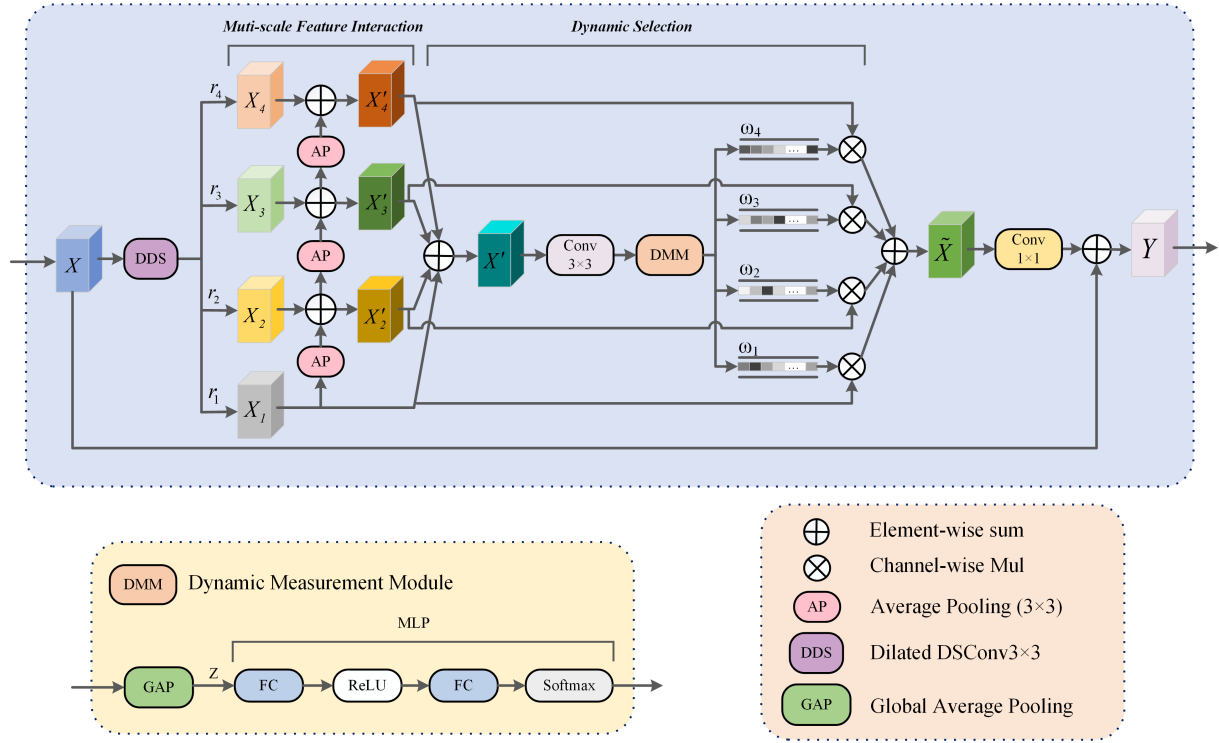 Muti-scale Feature Interaction
Dynamic Selection
r₄
X₄
X′₄
AP
ω₄
...
r₃
X₃
X′₃
ω₃
...
X
DDS
AP
X′
Conv
3×3
DMM
X̃
Conv
1×1
Y
r₂
X₂
X′₂
ω₂
...
AP
ω₁
...
r₁
X₁
DMM
Dynamic Measurement Module
MLP
GAP
Z
FC
ReLU
FC
Softmax
Element-wise sum
Channel-wise Mul
AP
Average Pooling (3×3)
DDS
Dilated DSConv3×3
GAP
Global Average Pooling